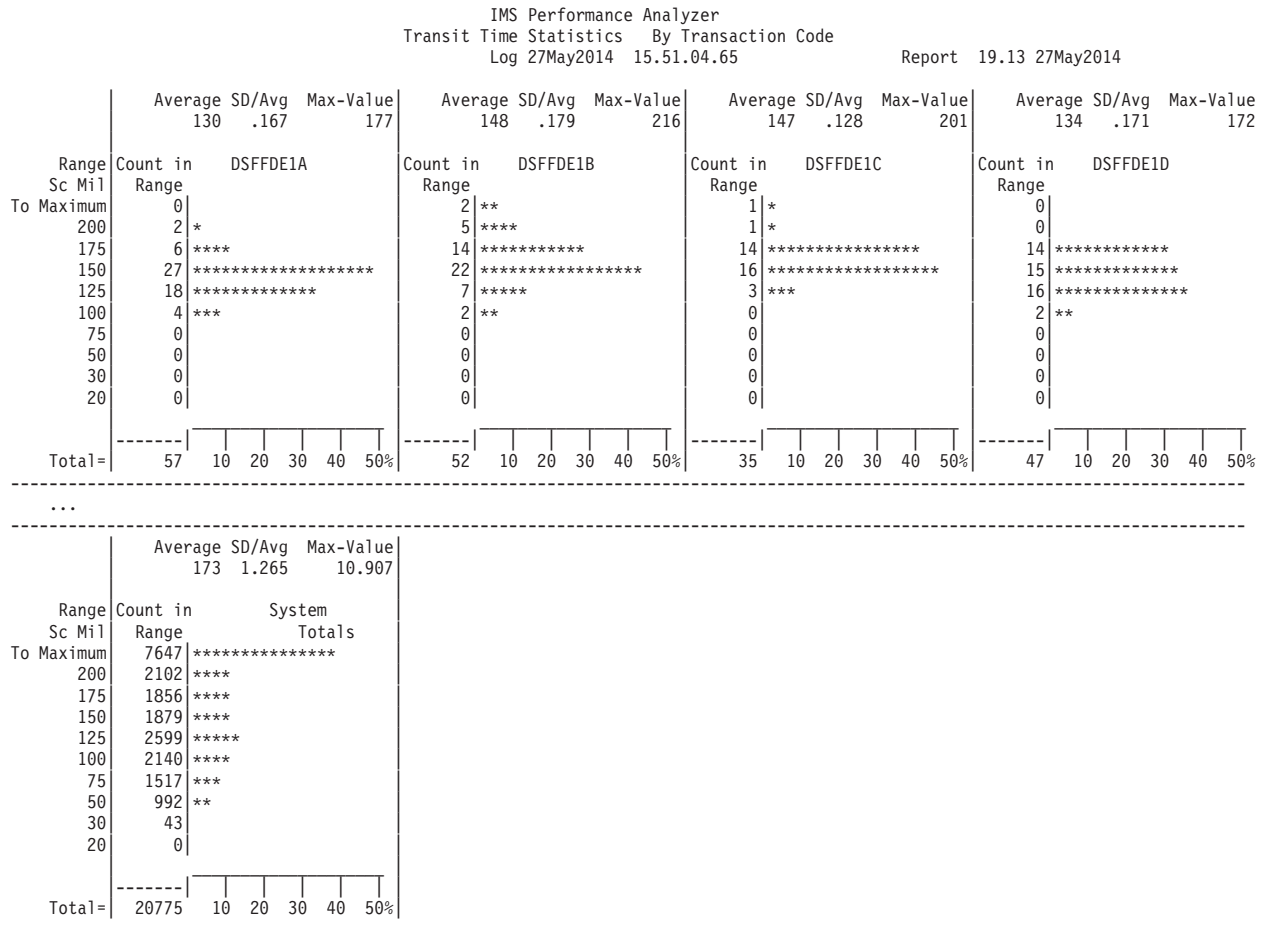 IMS Performance Analyzer
Transit Time Statistics   By Transaction Code
Log 27May2014  15.51.04.65                 Report  19.13 27May2014
          |    Average SD/Avg  Max-Value|    Average SD/Avg  Max-Value|    Average SD/Avg  Max-Value|    Average SD/Avg  Max-Value
          |        130   .167        177|        148   .179        216|        147   .128        201|        134   .171        172
     Range|Count in    DSFFDE1A         |Count in    DSFFDE1B         |Count in    DSFFDE1C         |Count in    DSFFDE1D
    Sc Mil|  Range                      |  Range                      |  Range                      |  Range
To Maximum|      0|                     |      2|**                   |      1|*                    |      0|
       200|      2|*                    |      5|****                 |      1|*                    |      0|
       175|      6|****                 |     14|***********          |     14|****************     |     14|************
       150|     27|*******************  |     22|*****************    |     16|******************   |     15|*************
       125|     18|*************        |      7|*****                |      3|***                  |     16|**************
       100|      4|***                  |      2|**                   |      0|                     |      2|**
        75|      0|                     |      0|                     |      0|                     |      0|
        50|      0|                     |      0|                     |      0|                     |      0|
        30|      0|                     |      0|                     |      0|                     |      0|
        20|      0|                     |      0|                     |      0|                     |      0|
    Total=|     57   10  20  30  40  50%|     52   10  20  30  40  50%|     35   10  20  30  40  50%|     47   10  20  30  40  50%
...
          |    Average SD/Avg  Max-Value|
          |        173  1.265     10.907|
     Range|Count in        System       |
    Sc Mil|  Range            Totals    |
To Maximum|   7647|***************      |
       200|   2102|****                 |
       175|   1856|****                 |
       150|   1879|****                 |
       125|   2599|*****                |
       100|   2140|****                 |
        75|   1517|***                  |
        50|    992|**                   |
        30|     43|                     |
        20|      0|                     |
    Total=|  20775   10  20  30  40  50%|